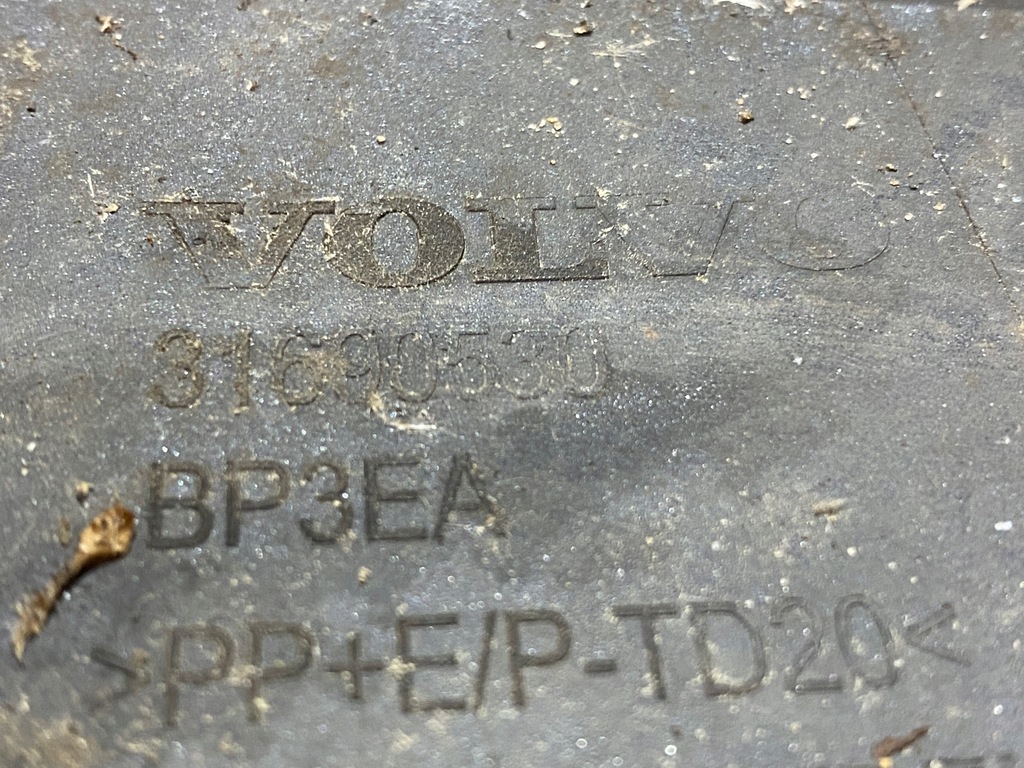 VOLVO
31690530
BP3EA
>PP+E/P-TD20<